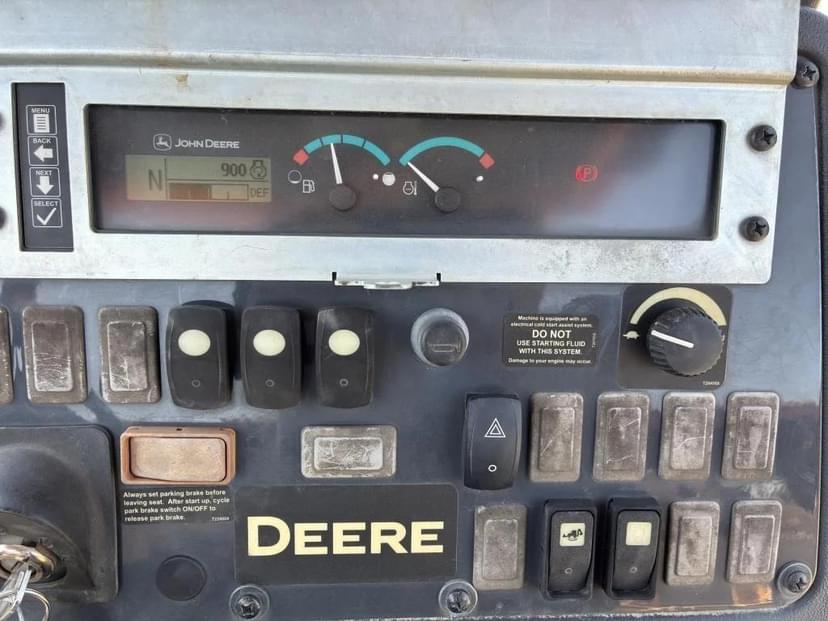 MENU
BACK
NEXT
SELECT
JOHN DEERE
N 900
DEF
P
Machine is equipped with an
electrical cold start assist system.
DO NOT
USE STARTING FLUID
WITH THIS SYSTEM.
Damage to your engine may occur.
Always set parking brake before
leaving seat. After start up, cycle
park brake switch ON/OFF to
release park brake.
DEERE